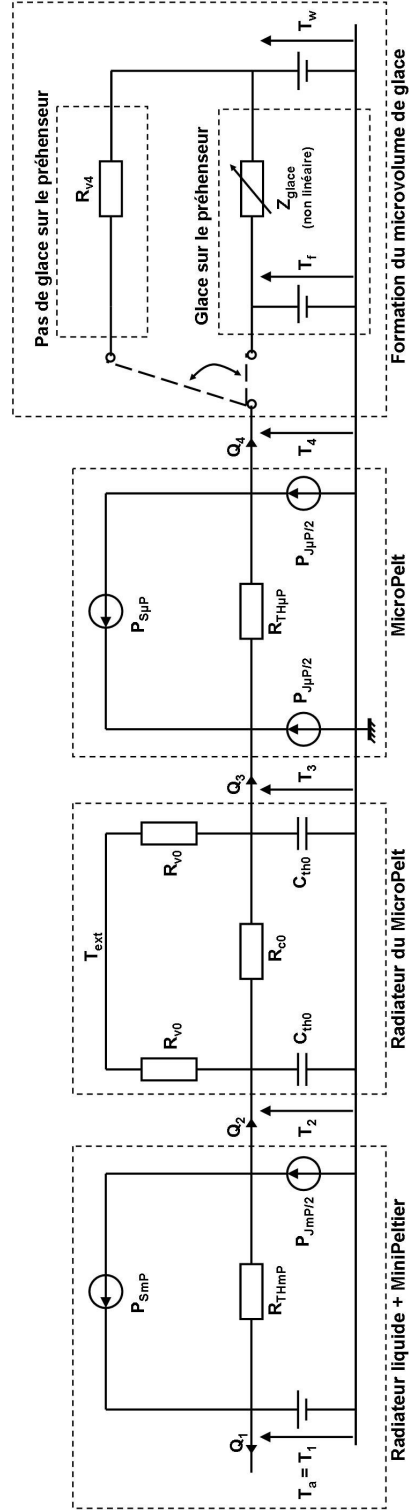 T_a = T_1
Q_1
P_SmP
R_THmP
P_JmP/2
Radiateur liquide + MiniPeltier
Q_2
T_2
T_ext
R_v0
R_v0
R_c0
C_th0
C_th0
Radiateur du MicroPelt
Q_3
T_3
P_SµP
R_THµP
P_JµP/2
P_JµP/2
MicroPelt
Q_4
T_4
Pas de glace sur le préhenseur
R_v4
Glace sur le préhenseur
Z_glace
(non linéaire)
T_f
T_w
Formation du microvolume de glace